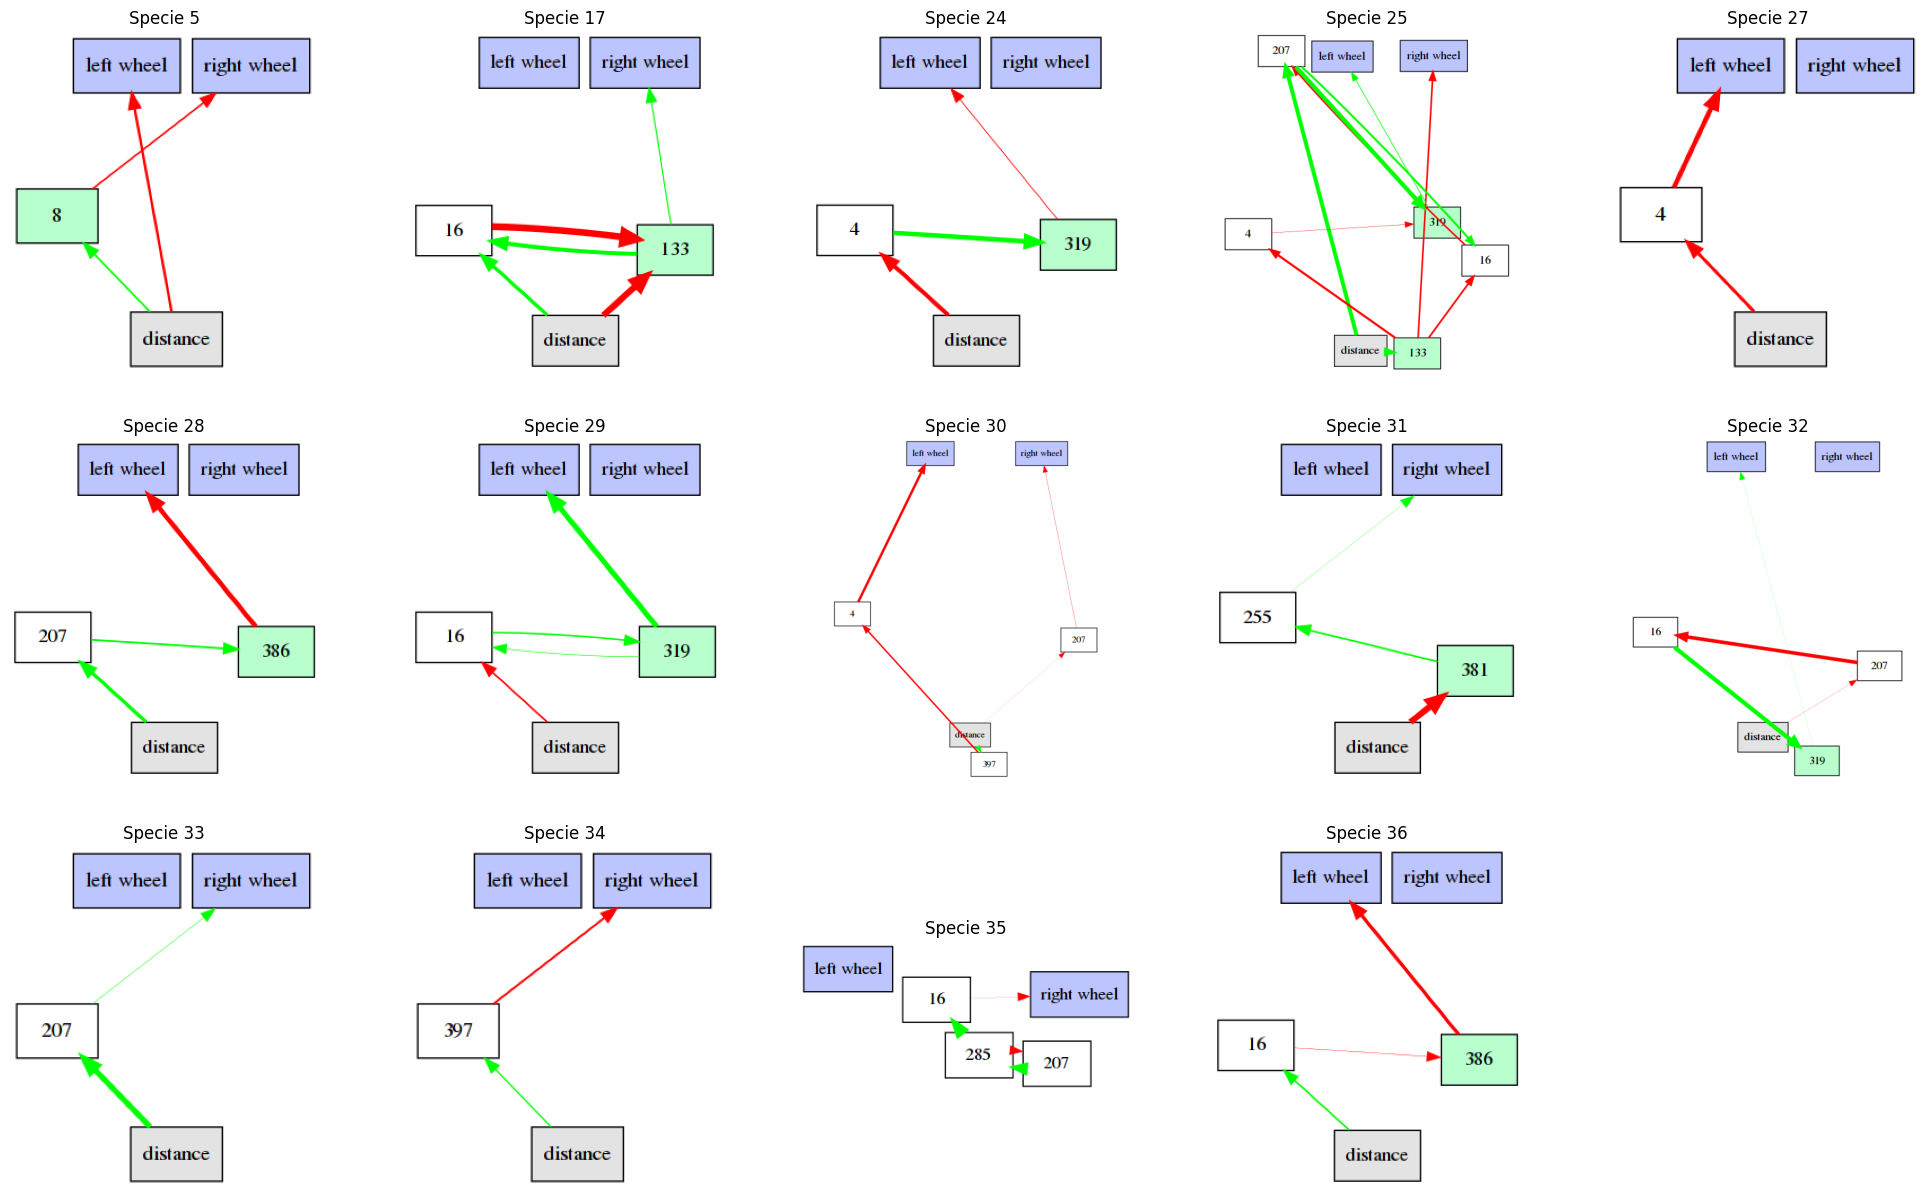 Specie 5
left wheel
right wheel
8
distance
Specie 17
left wheel
right wheel
16
133
distance
Specie 24
left wheel
right wheel
4
319
distance
Specie 25
207
left wheel
right wheel
4
319
16
distance
133
Specie 27
left wheel
right wheel
4
distance
Specie 28
left wheel
right wheel
207
386
distance
Specie 29
left wheel
right wheel
16
319
distance
Specie 30
left wheel
right wheel
4
207
distance
397
Specie 31
left wheel
right wheel
255
381
distance
Specie 32
left wheel
right wheel
16
207
distance
319
Specie 33
left wheel
right wheel
207
distance
Specie 34
left wheel
right wheel
397
distance
Specie 35
left wheel
16
right wheel
285
207
Specie 36
left wheel
right wheel
16
386
distance